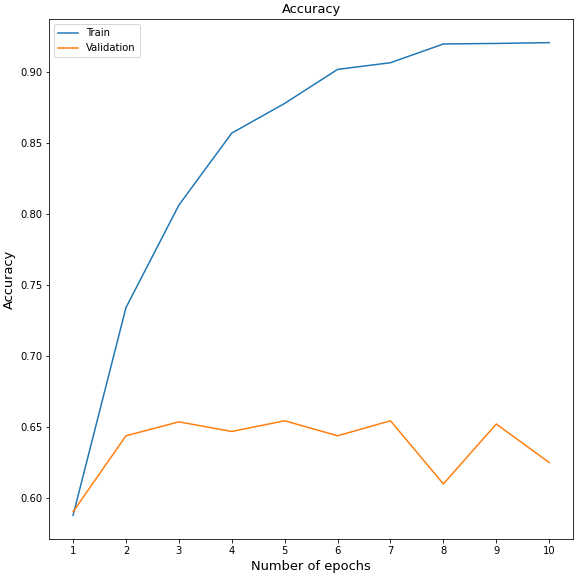 Accuracy
Train
Validation
Accuracy
0.90
0.85
0.80
0.75
0.70
0.65
0.60
1 2 3 4 5 6 7 8 9 10
Number of epochs